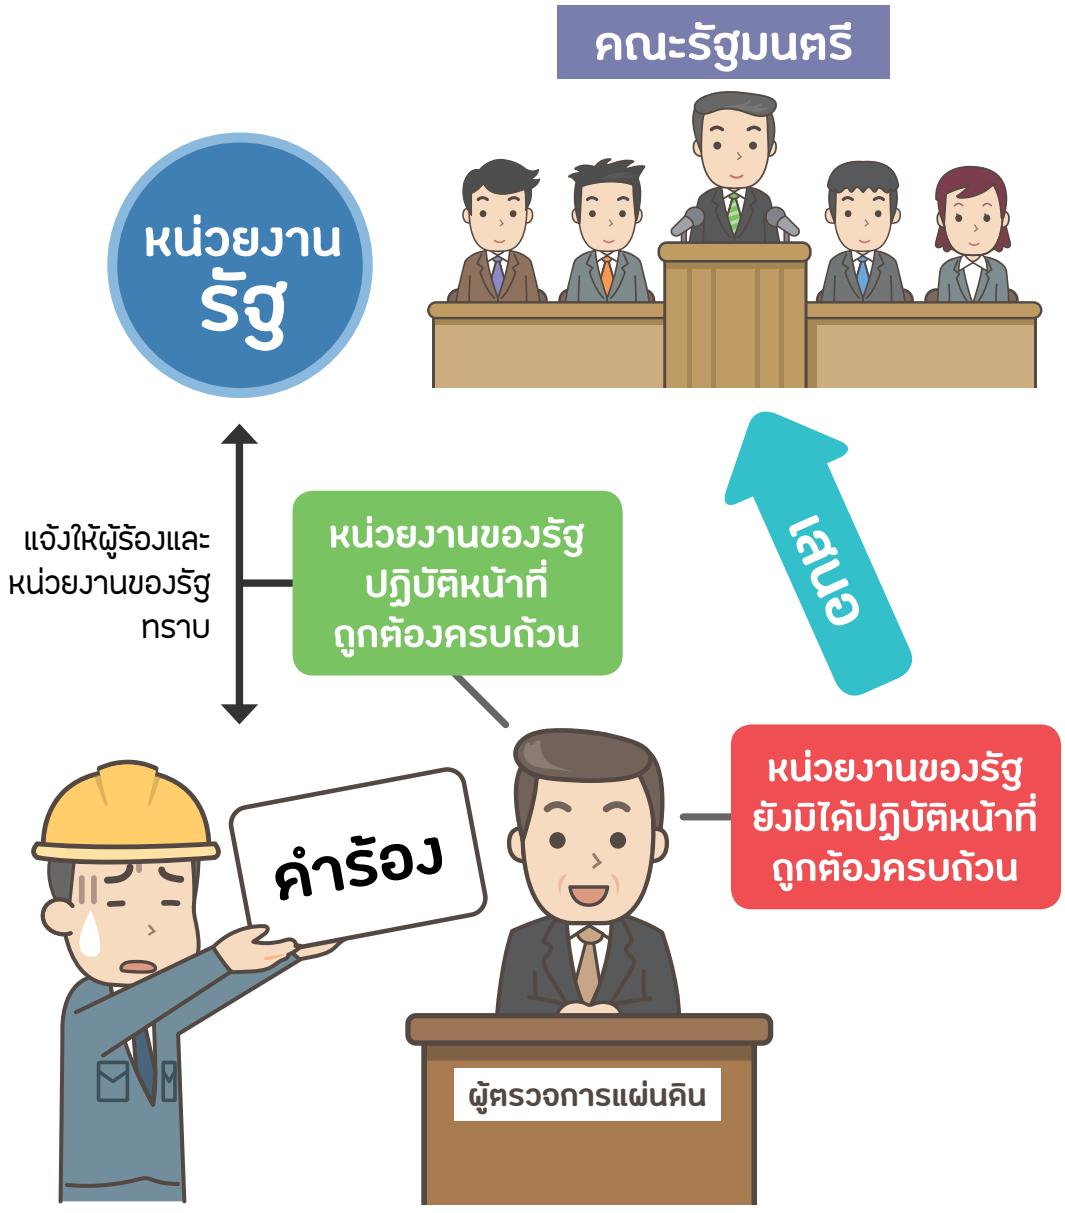 คณะรัฐมนตรี
หน่วยงาน
รัฐ
แจ้งให้ผู้ร้องและ
หน่วยงานของรัฐ
ทราบ
หน่วยงานของรัฐ
ปฏิบัติหน้าที่
ถูกต้องครบถ้วน
เสนอ
หน่วยงานของรัฐ
ยังมิได้ปฏิบัติหน้าที่
ถูกต้องครบถ้วน
คำร้อง
ผู้ตรวจการแผ่นดิน